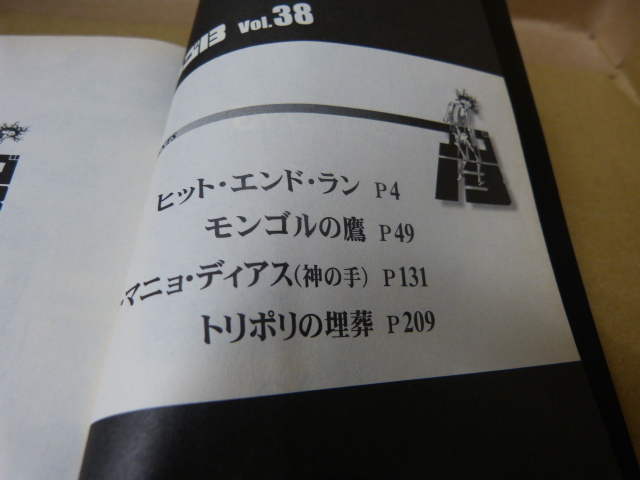 13 Vol.38
ヒット・エンド・ラン P4
モンゴルの鷹 P49
マニョ・ディアス(神の手) P131
トリポリの埋葬 P209